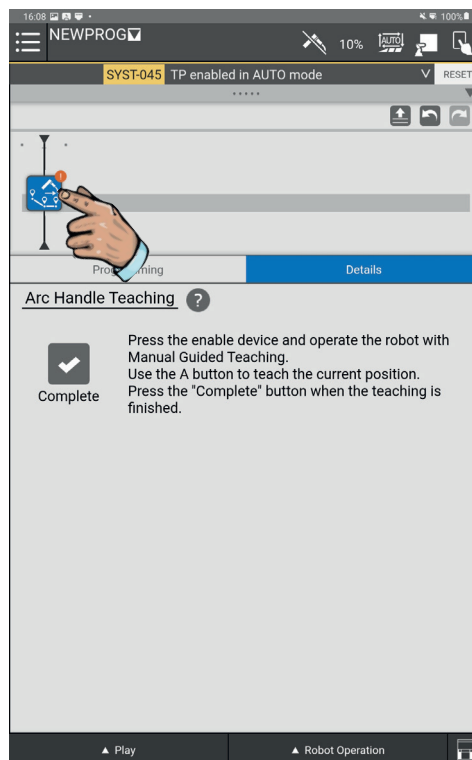 16:08 100%
NEWPROG
10% AUTO
SYST-045 TP enabled in AUTO mode RESET
Programming Details
Arc Handle Teaching ?
Press the enable device and operate the robot with
Manual Guided Teaching.
Use the A button to teach the current position.
Complete Press the "Complete" button when the teaching is
finished.
Play Robot Operation